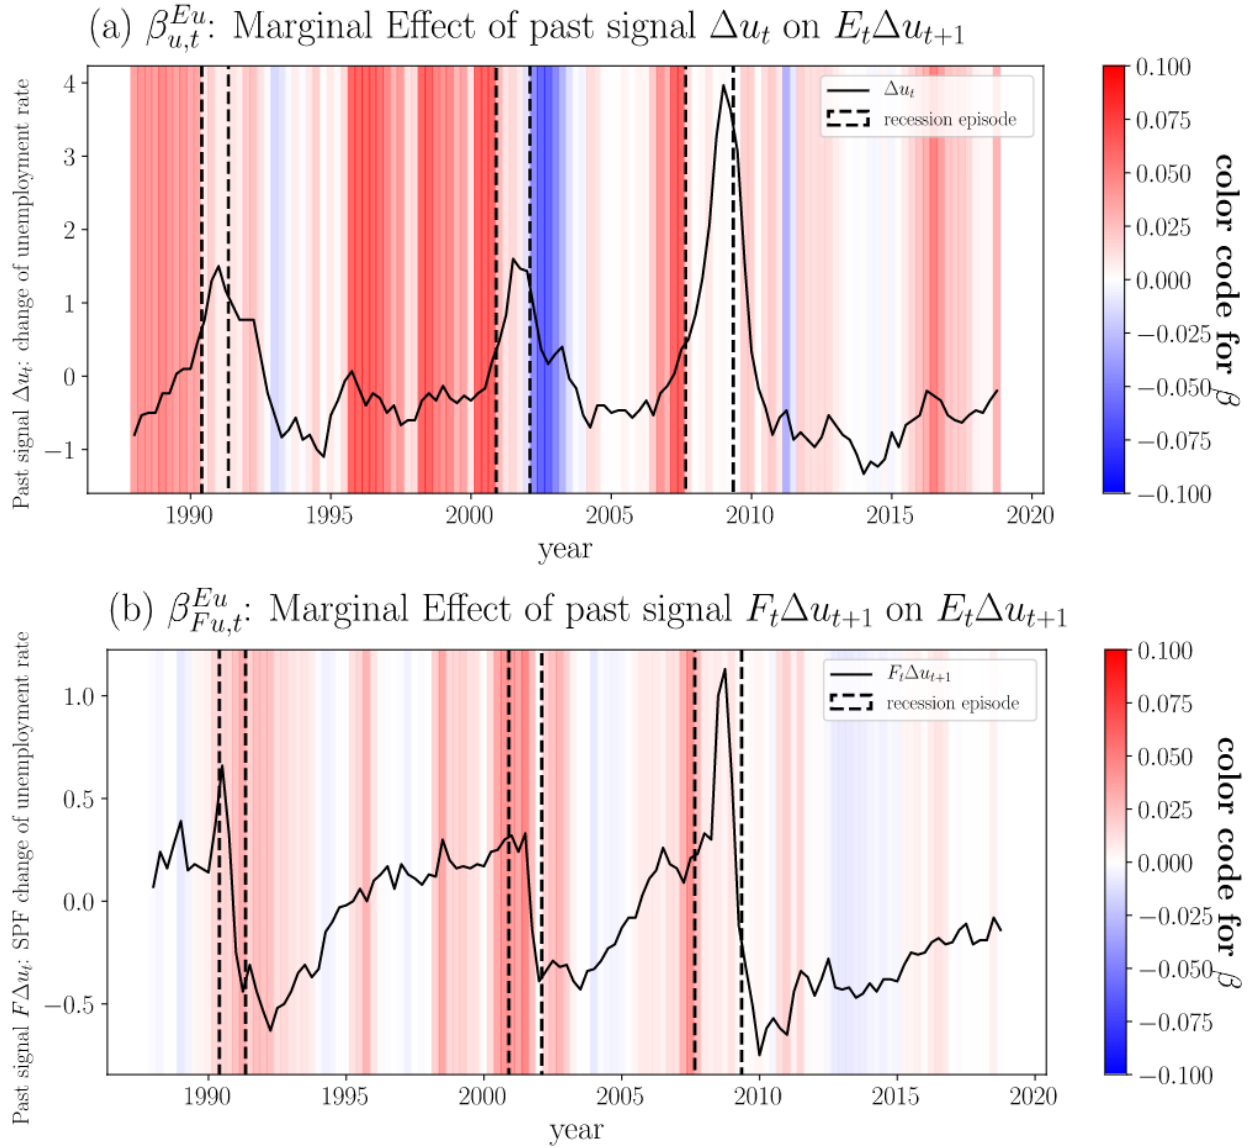 (a) $\beta_{u,t}^{Eu}$: Marginal Effect of past signal $\Delta u_t$ on $E_t\Delta u_{t+1}$
Past signal $\Delta u_t$: change of unemployment rate
4
3
2
1
0
−1
$\Delta u_t$
recession episode
1990 1995 2000 2005 2010 2015 2020
year
0.100
0.075
0.050
0.025
0.000
−0.025
−0.050
−0.075
−0.100
color code for $\beta$
(b) $\beta_{Fu,t}^{Eu}$: Marginal Effect of past signal $F_t\Delta u_{t+1}$ on $E_t\Delta u_{t+1}$
Past signal $F\Delta u_t$: SPF change of unemployment rate
1.0
0.5
0.0
−0.5
$F_t\Delta u_{t+1}$
recession episode
1990 1995 2000 2005 2010 2015 2020
year
0.100
0.075
0.050
0.025
0.000
−0.025
−0.050
−0.075
−0.100
color code for $\beta$